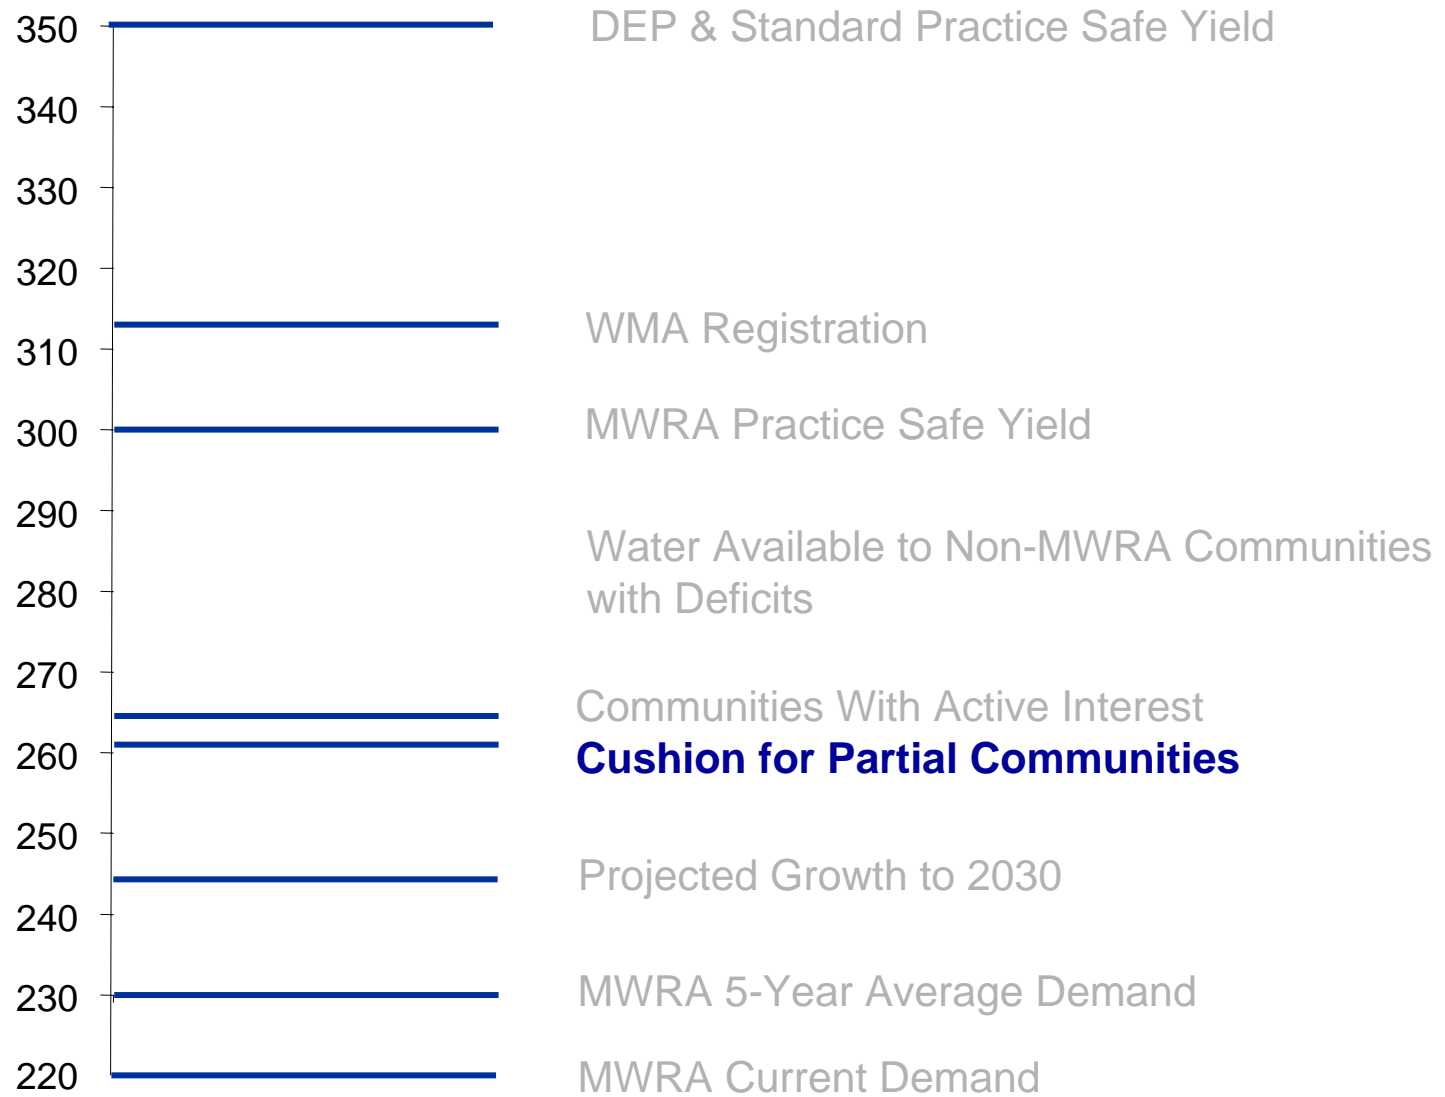 350 DEP & Standard Practice Safe Yield
340
330
320
WMA Registration
310
300 MWRA Practice Safe Yield
290
Water Available to Non-MWRA Communities
280 with Deficits
270
Communities With Active Interest
260 Cushion for Partial Communities
250
Projected Growth to 2030
240
230 MWRA 5-Year Average Demand
220 MWRA Current Demand